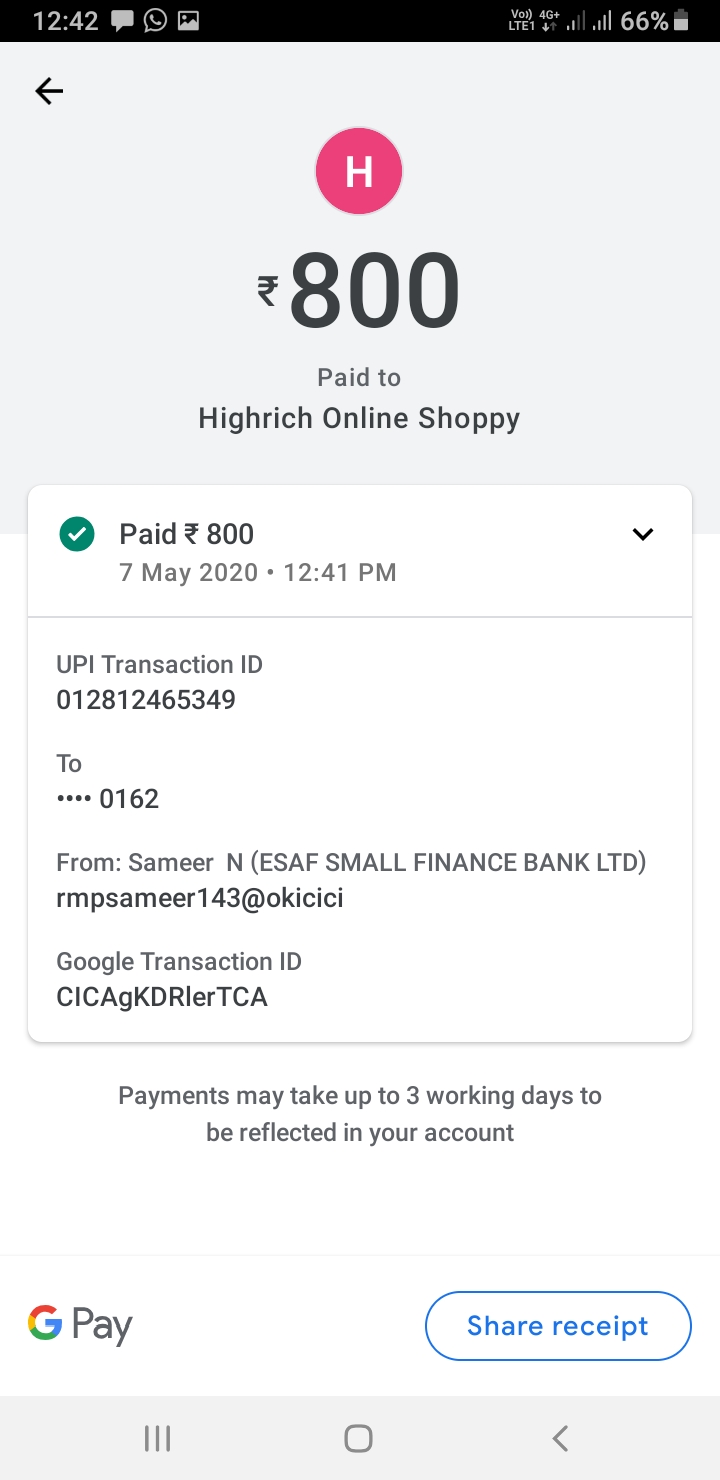 12:42 Vo)) LTE1 4G+ 66%
H
₹800
Paid to
Highrich Online Shoppy
Paid ₹ 800
7 May 2020 • 12:41 PM
UPI Transaction ID
012812465349
To
•••• 0162
From: Sameer  N (ESAF SMALL FINANCE BANK LTD)
rmpsameer143@okicici
Google Transaction ID
CICAgKDRlerTCA
Payments may take up to 3 working days to
be reflected in your account
G Pay
Share receipt